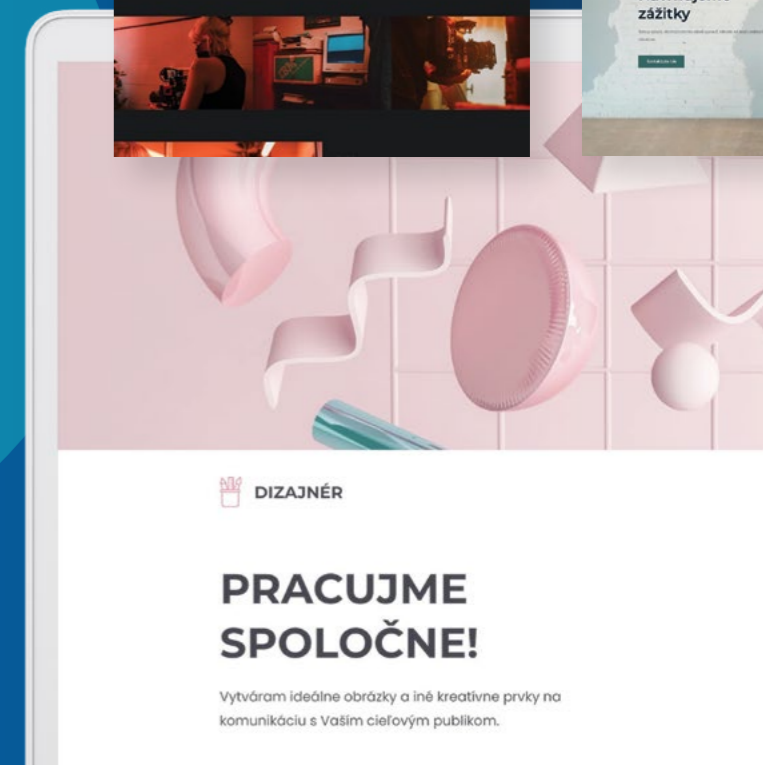 zážitky
DIZAJNÉR
PRACUJME
SPOLOČNE!
Vytváram ideálne obrázky a iné kreatívne prvky na
komunikáciu s Vaším cieľovým publikom.